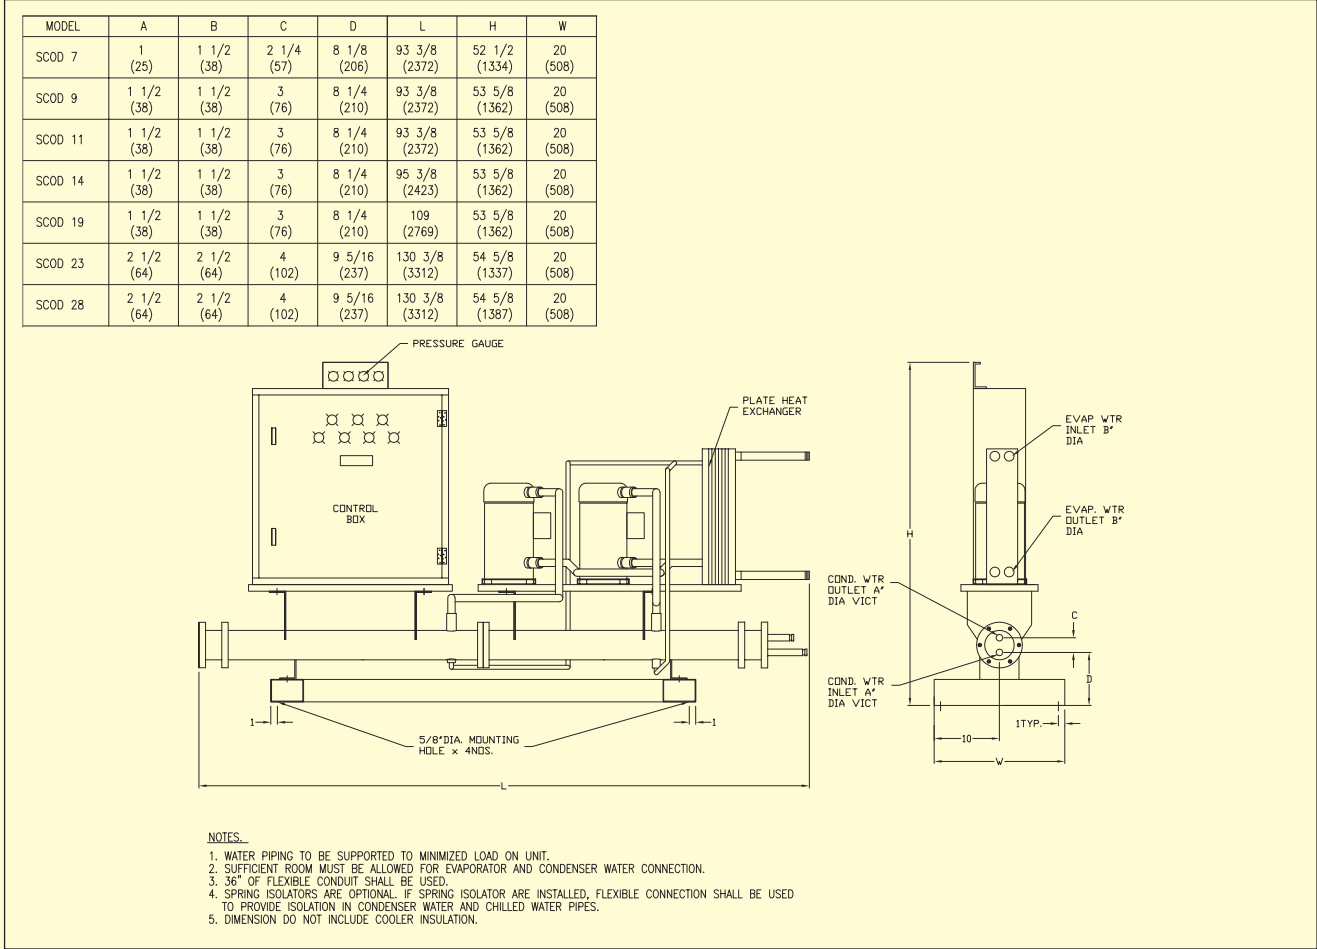 MODEL A B C D L H W
SCOD 7 1 (25) 1 1/2 (38) 2 1/4 (57) 8 1/8 (206) 93 3/8 (2372) 52 1/2 (1334) 20 (508)
SCOD 9 1 1/2 (38) 1 1/2 (38) 3 (76) 8 1/4 (210) 93 3/8 (2372) 53 5/8 (1362) 20 (508)
SCOD 11 1 1/2 (38) 1 1/2 (38) 3 (76) 8 1/4 (210) 93 3/8 (2372) 53 5/8 (1362) 20 (508)
SCOD 14 1 1/2 (38) 1 1/2 (38) 3 (76) 8 1/4 (210) 95 3/8 (2423) 53 5/8 (1362) 20 (508)
SCOD 19 1 1/2 (38) 1 1/2 (38) 3 (76) 8 1/4 (210) 109 (2769) 53 5/8 (1362) 20 (508)
SCOD 23 2 1/2 (64) 2 1/2 (64) 4 (102) 9 5/16 (237) 130 3/8 (3312) 54 5/8 (1337) 20 (508)
SCOD 28 2 1/2 (64) 2 1/2 (64) 4 (102) 9 5/16 (237) 130 3/8 (3312) 54 5/8 (1387) 20 (508)
PRESSURE GAUGE
PLATE HEAT
EXCHANGER
CONTROL
BOX
1
1
5/8"DIA. MOUNTING
HOLE x 4NOS.
L
EVAP WTR
INLET B"
DIA
EVAP. WTR
OUTLET B"
DIA
H
COND. WTR
OUTLET A"
DIA VICT
C
COND. WTR
INLET A"
DIA VICT
D
1TYP.
10
W
NOTES.
1. WATER PIPING TO BE SUPPORTED TO MINIMIZED LOAD ON UNIT.
2. SUFFICIENT ROOM MUST BE ALLOWED FOR EVAPORATOR AND CONDENSER WATER CONNECTION.
3. 36" OF FLEXIBLE CONDUIT SHALL BE USED.
4. SPRING ISOLATORS ARE OPTIONAL. IF SPRING ISOLATOR ARE INSTALLED, FLEXIBLE CONNECTION SHALL BE USED
TO PROVIDE ISOLATION IN CONDENSER WATER AND CHILLED WATER PIPES.
5. DIMENSION DO NOT INCLUDE COOLER INSULATION.